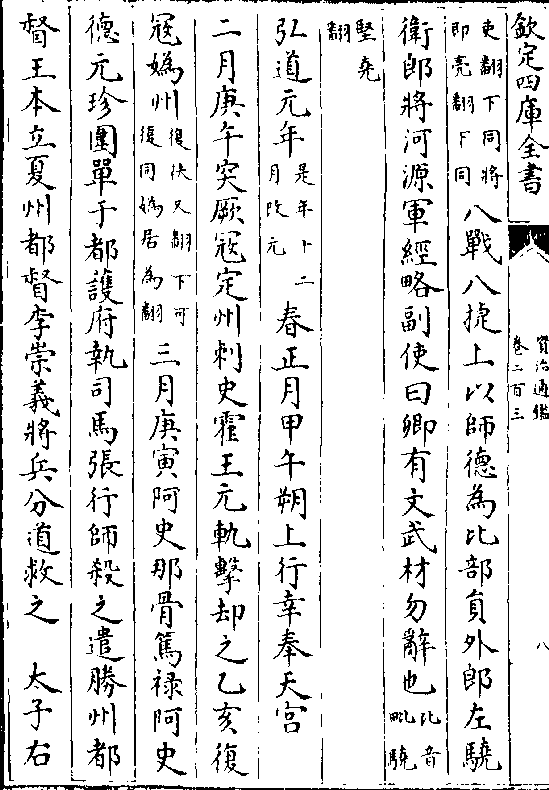 欽定四庫全書
資治通鑑
卷二百三
八
吏翻下同將
即亮翻下同
八戰八捷上以師德為比部員外郎左驍
衛郎將河源軍經略副使曰卿有文武材勿辭也 比音
毗驍
堅堯
翻
弘道元年 是年十二
月改元
春正月甲午朔上行幸奉天宮
二月庚午突厥寇定州刺史霍王元軌擊却之乙亥復
寇媯州 復扶又翻下可
復同媯居為翻
三月庚寅阿史那骨篤祿阿史
德元珍圍單于都護府執司馬張行師殺之遣勝州都
督王本立夏州都督李崇義將兵分道救之 太子右